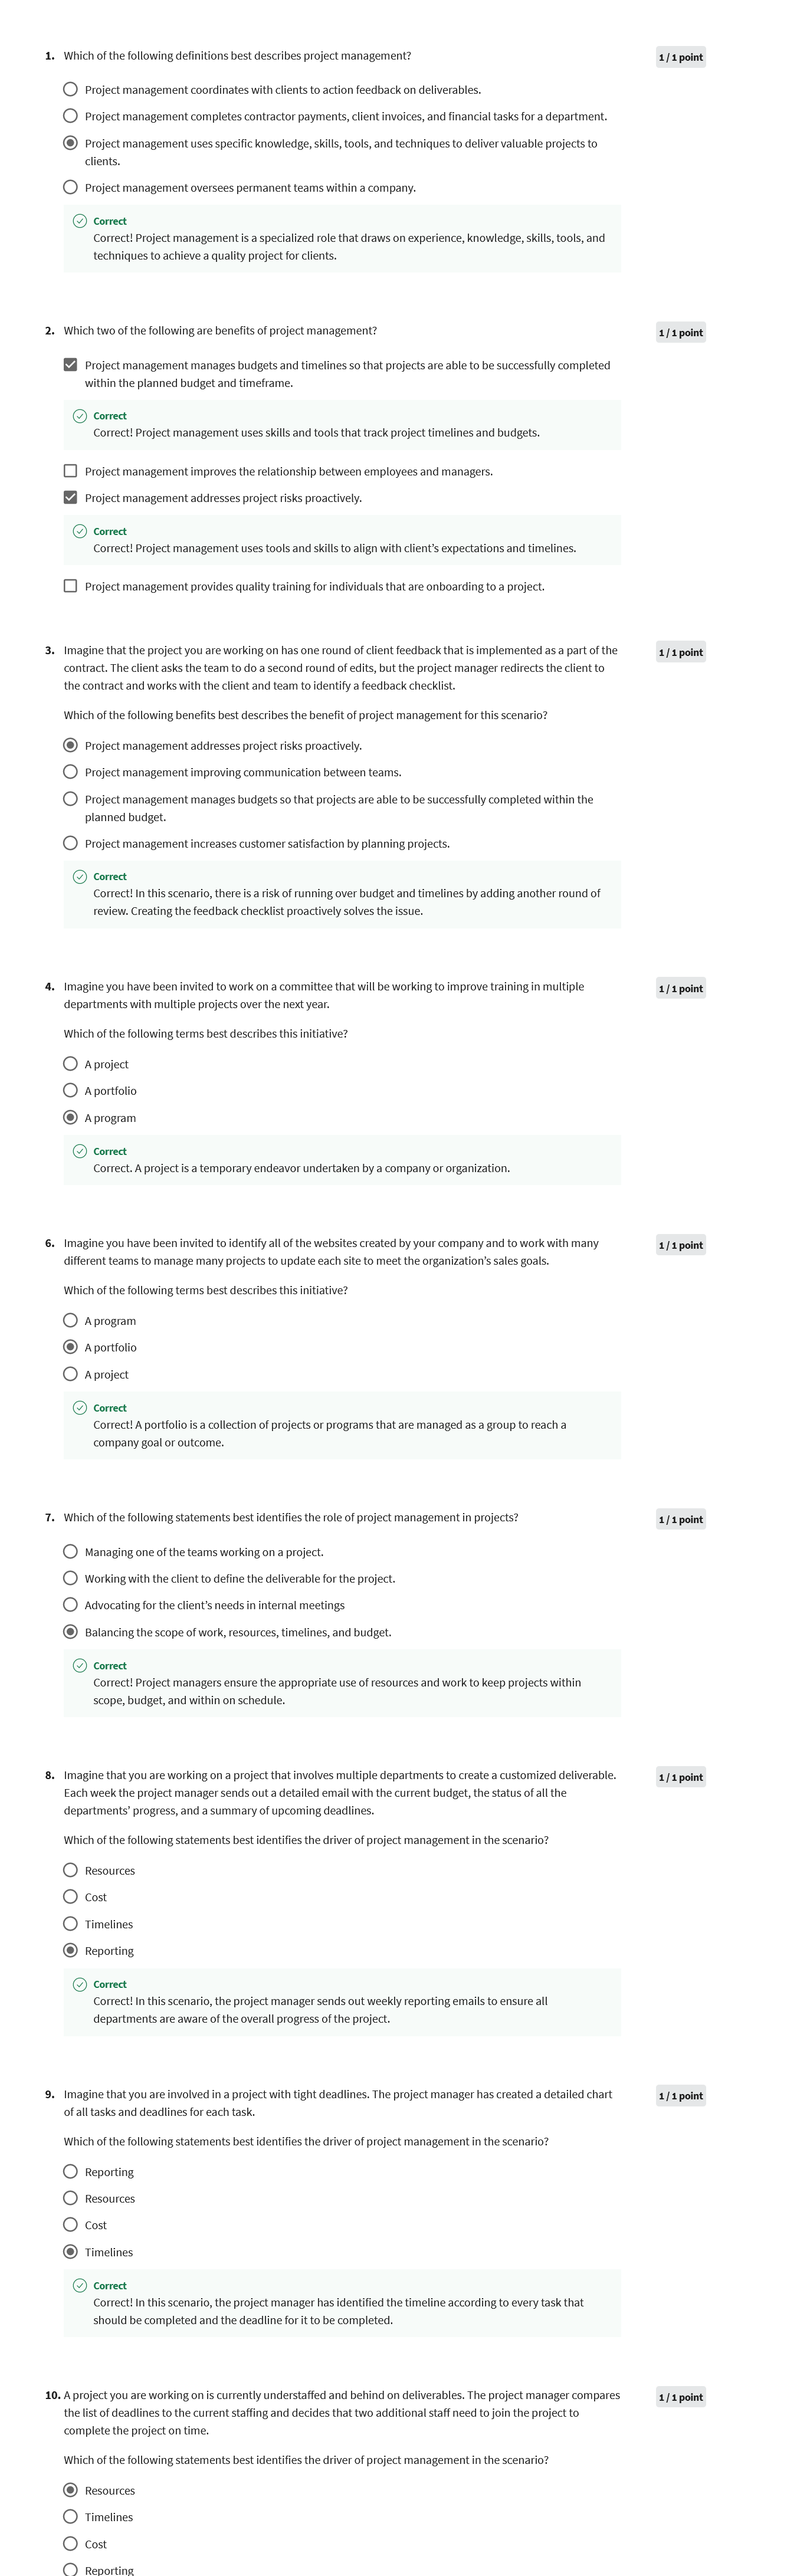 1. Which of the following definitions best describes project management?
1 / 1 point
Project management coordinates with clients to action feedback on deliverables.
Project management completes contractor payments, client invoices, and financial tasks for a department.
Project management uses specific knowledge, skills, tools, and techniques to deliver valuable projects to
clients.
Project management oversees permanent teams within a company.
Correct
Correct! Project management is a specialized role that draws on experience, knowledge, skills, tools, and
techniques to achieve a quality project for clients.
2. Which two of the following are benefits of project management?
1 / 1 point
Project management manages budgets and timelines so that projects are able to be successfully completed
within the planned budget and timeframe.
Correct
Correct! Project management uses skills and tools that track project timelines and budgets.
Project management improves the relationship between employees and managers.
Project management addresses project risks proactively.
Correct
Correct! Project management uses tools and skills to align with client’s expectations and timelines.
Project management provides quality training for individuals that are onboarding to a project.
3. Imagine that the project you are working on has one round of client feedback that is implemented as a part of the
1 / 1 point
contract. The client asks the team to do a second round of edits, but the project manager redirects the client to
the contract and works with the client and team to identify a feedback checklist.
Which of the following benefits best describes the benefit of project management for this scenario?
Project management addresses project risks proactively.
Project management improving communication between teams.
Project management manages budgets so that projects are able to be successfully completed within the
planned budget.
Project management increases customer satisfaction by planning projects.
Correct
Correct! In this scenario, there is a risk of running over budget and timelines by adding another round of
review. Creating the feedback checklist proactively solves the issue.
4. Imagine you have been invited to work on a committee that will be working to improve training in multiple
1 / 1 point
departments with multiple projects over the next year.
Which of the following terms best describes this initiative?
A project
A portfolio
A program
Correct
Correct. A project is a temporary endeavor undertaken by a company or organization.
6. Imagine you have been invited to identify all of the websites created by your company and to work with many
1 / 1 point
different teams to manage many projects to update each site to meet the organization’s sales goals.
Which of the following terms best describes this initiative?
A program
A portfolio
A project
Correct
Correct! A portfolio is a collection of projects or programs that are managed as a group to reach a
company goal or outcome.
7. Which of the following statements best identifies the role of project management in projects?
1 / 1 point
Managing one of the teams working on a project.
Working with the client to define the deliverable for the project.
Advocating for the client’s needs in internal meetings
Balancing the scope of work, resources, timelines, and budget.
Correct
Correct! Project managers ensure the appropriate use of resources and work to keep projects within
scope, budget, and within on schedule.
8. Imagine that you are working on a project that involves multiple departments to create a customized deliverable.
1 / 1 point
Each week the project manager sends out a detailed email with the current budget, the status of all the
departments’ progress, and a summary of upcoming deadlines.
Which of the following statements best identifies the driver of project management in the scenario?
Resources
Cost
Timelines
Reporting
Correct
Correct! In this scenario, the project manager sends out weekly reporting emails to ensure all
departments are aware of the overall progress of the project.
9. Imagine that you are involved in a project with tight deadlines. The project manager has created a detailed chart
1 / 1 point
of all tasks and deadlines for each task.
Which of the following statements best identifies the driver of project management in the scenario?
Reporting
Resources
Cost
Timelines
Correct
Correct! In this scenario, the project manager has identified the timeline according to every task that
should be completed and the deadline for it to be completed.
10. A project you are working on is currently understaffed and behind on deliverables. The project manager compares
1 / 1 point
the list of deadlines to the current staffing and decides that two additional staff need to join the project to
complete the project on time.
Which of the following statements best identifies the driver of project management in the scenario?
Resources
Timelines
Cost
Reporting